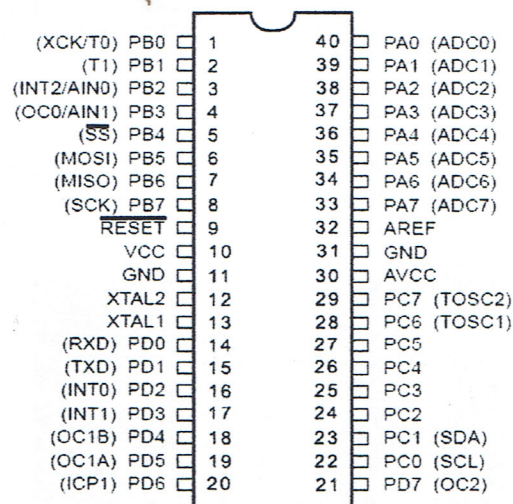 (XCK/T0) PB0 1 40 PA0 (ADC0)
(T1) PB1 2 39 PA1 (ADC1)
(INT2/AIN0) PB2 3 38 PA2 (ADC2)
(OC0/AIN1) PB3 4 37 PA3 (ADC3)
(SS) PB4 5 36 PA4 (ADC4)
(MOSI) PB5 6 35 PA5 (ADC5)
(MISO) PB6 7 34 PA6 (ADC6)
(SCK) PB7 8 33 PA7 (ADC7)
RESET 9 32 AREF
VCC 10 31 GND
GND 11 30 AVCC
XTAL2 12 29 PC7 (TOSC2)
XTAL1 13 28 PC6 (TOSC1)
(RXD) PD0 14 27 PC5
(TXD) PD1 15 26 PC4
(INT0) PD2 16 25 PC3
(INT1) PD3 17 24 PC2
(OC1B) PD4 18 23 PC1 (SDA)
(OC1A) PD5 19 22 PC0 (SCL)
(ICP1) PD6 20 21 PD7 (OC2)